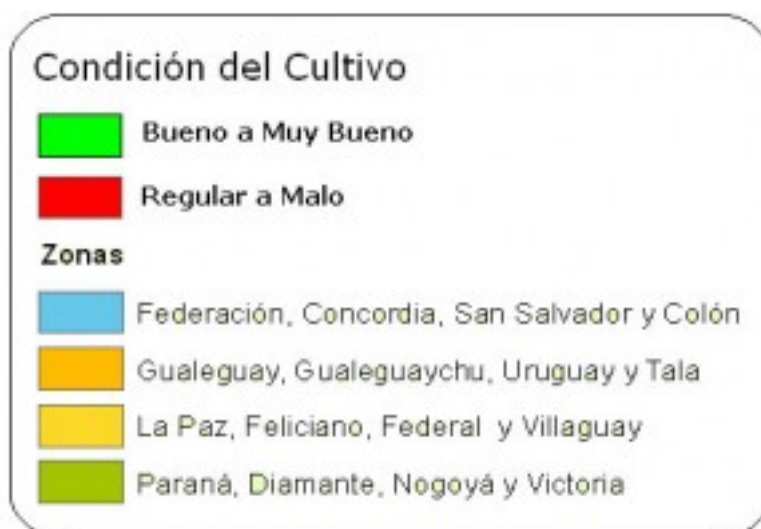 Condición del Cultivo
Bueno a Muy Bueno
Regular a Malo
Zonas
Federación, Concordia, San Salvador y Colón
Gualeguay, Gualeguaychu, Uruguay y Tala
La Paz, Feliciano, Federal y Villaguay
Paraná, Diamante, Nogoyá y Victoria